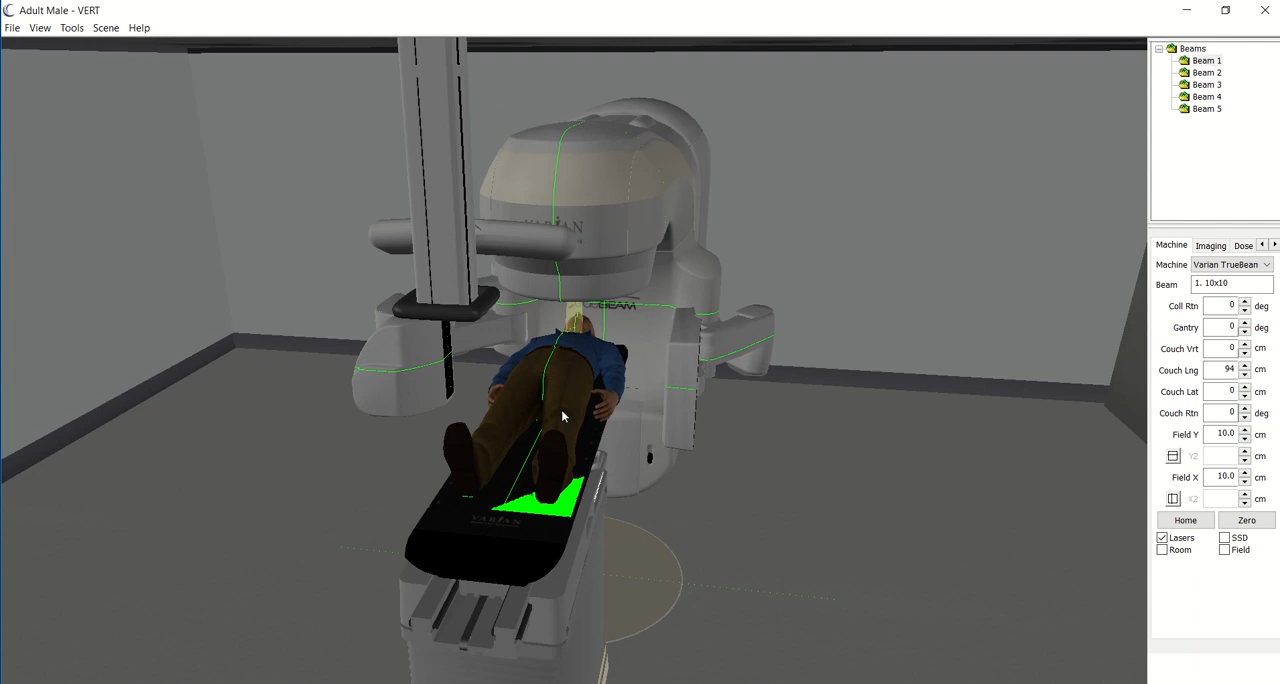 Adult Male - VERT
File View Tools Scene Help
Beams
Beam 1
Beam 2
Beam 3
Beam 4
Beam 5
VARIAN
BEAM
VARIAN
Machine Imaging Dose
Machine Varian TrueBeam
Beam 1. 10x10
Coll Rtn 0 deg
Gantry 0 deg
Couch Vrt 0 cm
Couch Lng 94 cm
Couch Lat 0 cm
Couch Rtn 0 deg
Field Y 10.0 cm
Y2 cm
Field X 10.0 cm
X2 cm
Home Zero
Lasers SSD
Room Field